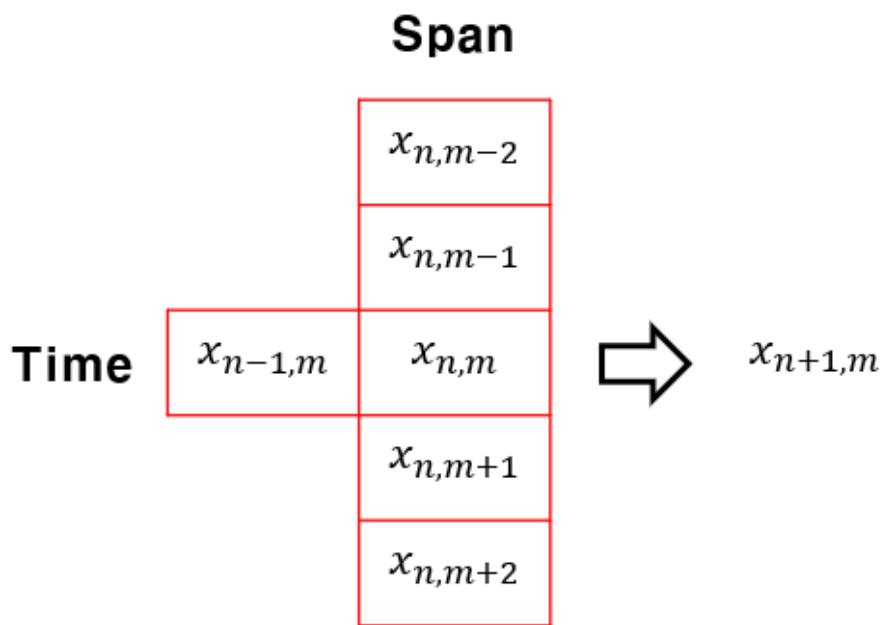 Span
x_{n,m−2}
x_{n,m−1}
Time x_{n−1,m} x_{n,m} x_{n+1,m}
x_{n,m+1}
x_{n,m+2}